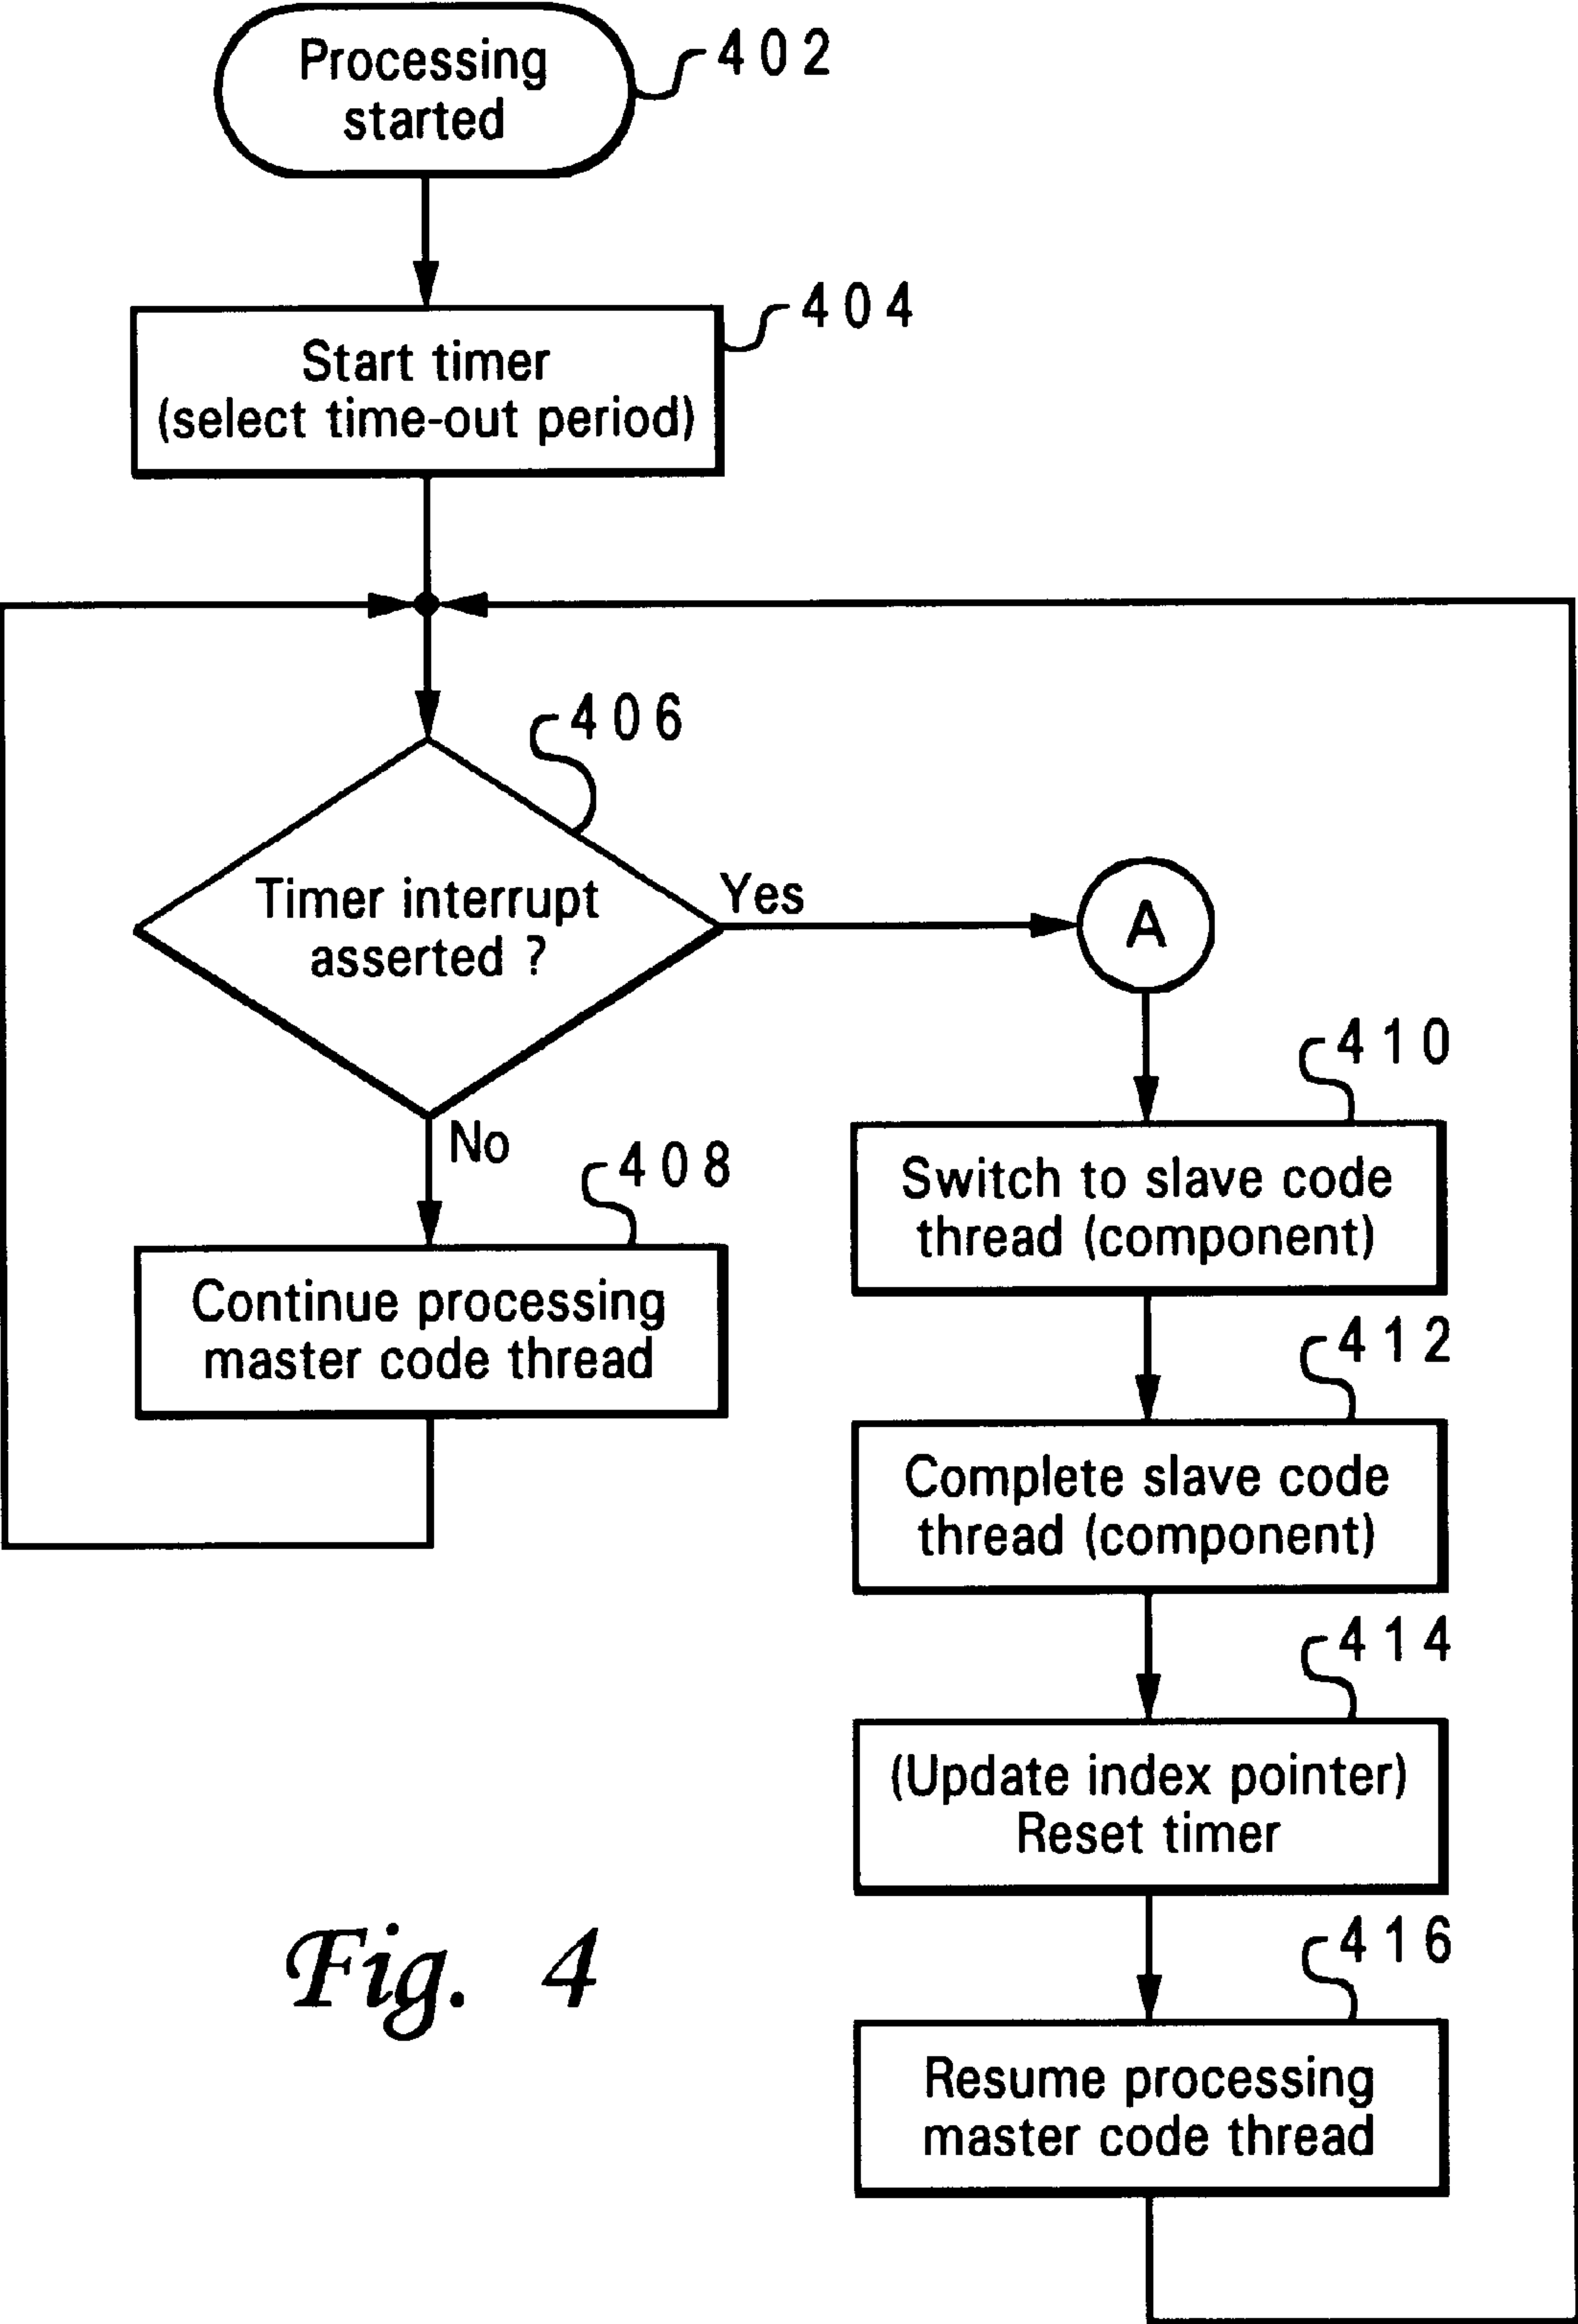 Processing
started
402
Start timer
(select time-out period)
404
406
Timer interrupt
asserted ?
Yes
A
No
408
Continue processing
master code thread
410
Switch to slave code
thread (component)
412
Complete slave code
thread (component)
414
(Update index pointer)
Reset timer
416
Resume processing
master code thread
Fig. 4